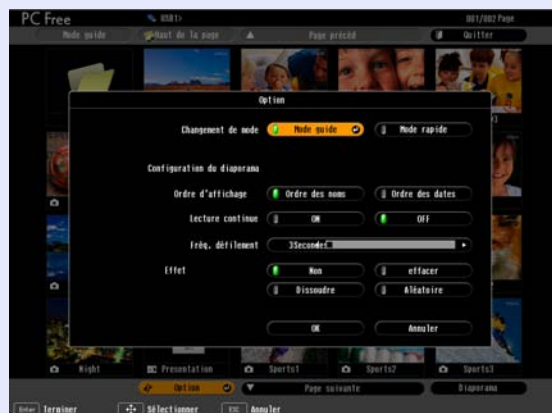 PC Free USB1> 001/002 Page
Mode guide Haut de la page Page précéd Quitter
Option
Changement de mode Mode guide Mode rapide
Configuration du diaporama
Ordre d'affichage Ordre des noms Ordre des dates
Lecture continue ON OFF
Fréq. défilement 3Secondes
Effet Non effacer
Dissoudre Aléatoire
OK Annuler
Night Presentation Sports1 Sports2 Sports3
Option Page suivante Diaporama
Enter Terminer Sélectionner ESC Annuler